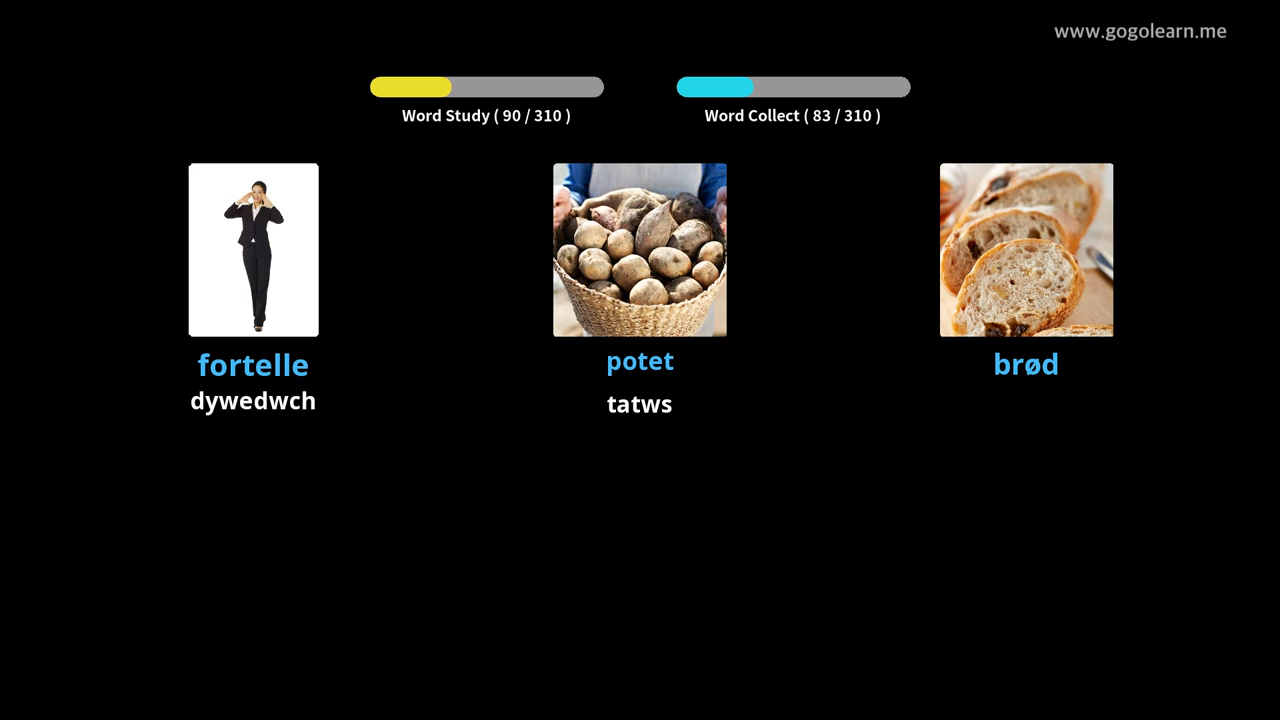 www.gogolearn.me
Word Study ( 90 / 310 )
Word Collect ( 83 / 310 )
fortelle
dywedwch
potet
tatws
brød